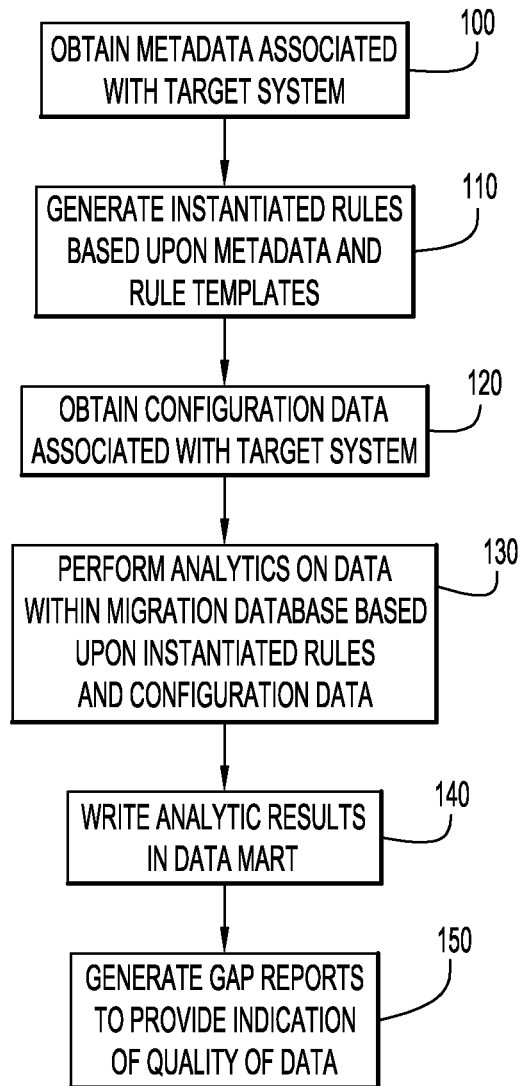 100
OBTAIN METADATA ASSOCIATED
WITH TARGET SYSTEM
110
GENERATE INSTANTIATED RULES
BASED UPON METADATA AND
RULE TEMPLATES
120
OBTAIN CONFIGURATION DATA
ASSOCIATED WITH TARGET SYSTEM
130
PERFORM ANALYTICS ON DATA
WITHIN MIGRATION DATABASE BASED
UPON INSTANTIATED RULES
AND CONFIGURATION DATA
140
WRITE ANALYTIC RESULTS
IN DATA MART
150
GENERATE GAP REPORTS
TO PROVIDE INDICATION
OF QUALITY OF DATA